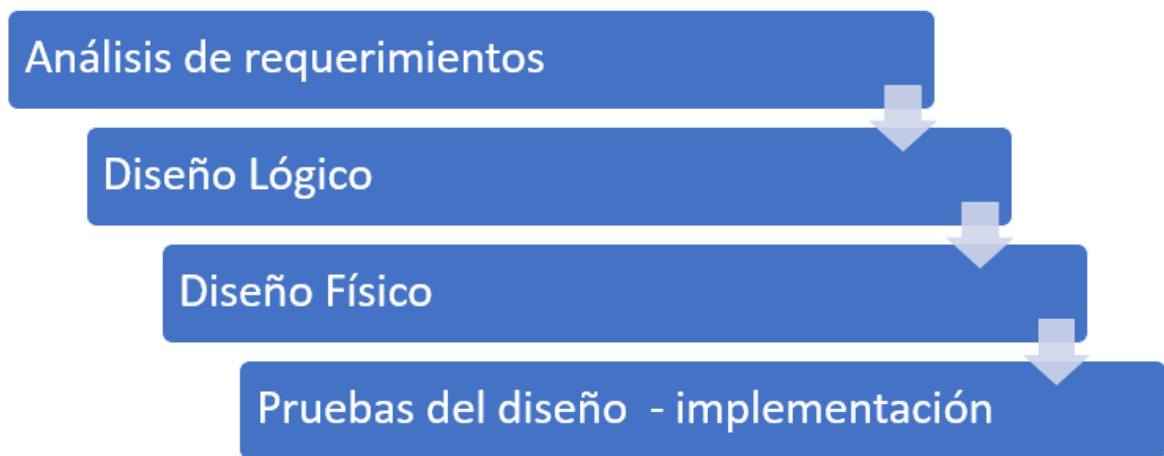 Análisis de requerimientos
Diseño Lógico
Diseño Físico
Pruebas del diseño - implementación